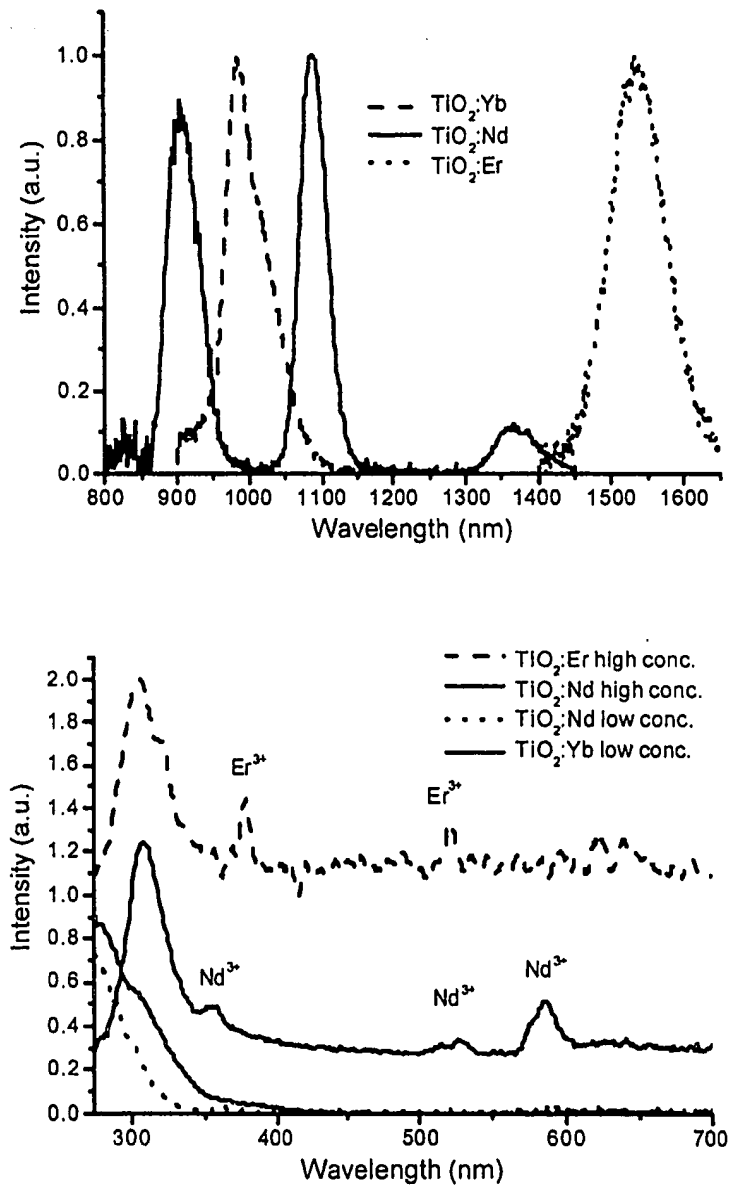 1.0
0.8
0.6
0.4
0.2
0.0
Intensity (a.u.)
TiO₂:Yb
TiO₂:Nd
TiO₂:Er
800 900 1000 1100 1200 1300 1400 1500 1600
Wavelength (nm)
2.0
1.8
1.6
1.4
1.2
1.0
0.8
0.6
0.4
0.2
0.0
Intensity (a.u.)
TiO₂:Er high conc.
TiO₂:Nd high conc.
TiO₂:Nd low conc.
TiO₂:Yb low conc.
Er³⁺
Er³⁺
Nd³⁺
Nd³⁺
Nd³⁺
300 400 500 600 700
Wavelength (nm)